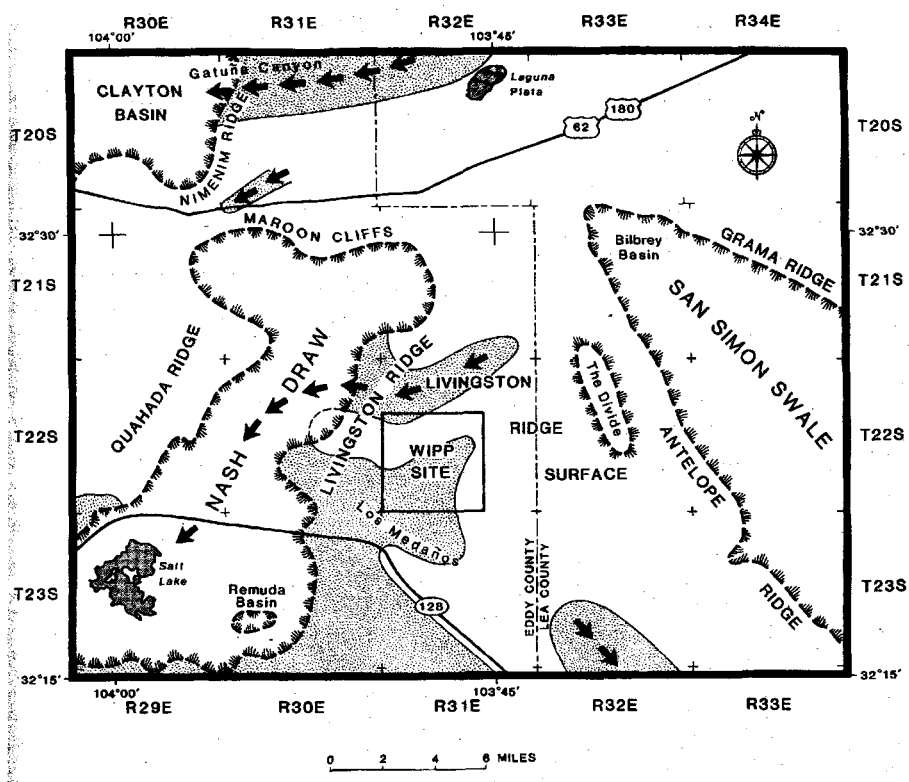 R30E R31E R32E R33E R34E
104°00' 103°45'
Gatuña Canyon
Laguna
Plata
CLAYTON
BASIN
180
62
N
T20S T20S
NIMENIM RIDGE
MAROON CLIFFS
32°30' 32°30'
Bilbrey
Basin
GRAMA RIDGE
T21S T21S
SAN SIMON SWALE
QUAHADA RIDGE
NASH DRAW
LIVINGSTON RIDGE
LIVINGSTON
RIDGE
SURFACE
The Divide
ANTELOPE
RIDGE
T22S T22S
WIPP
SITE
Los Medaños
Salt
Lake
Remuda
Basin
128
EDDY COUNTY
LEA COUNTY
T23S T23S
32°15' 32°15'
104°00' 103°45'
R29E R30E R31E R32E R33E
0 2 4 6 MILES